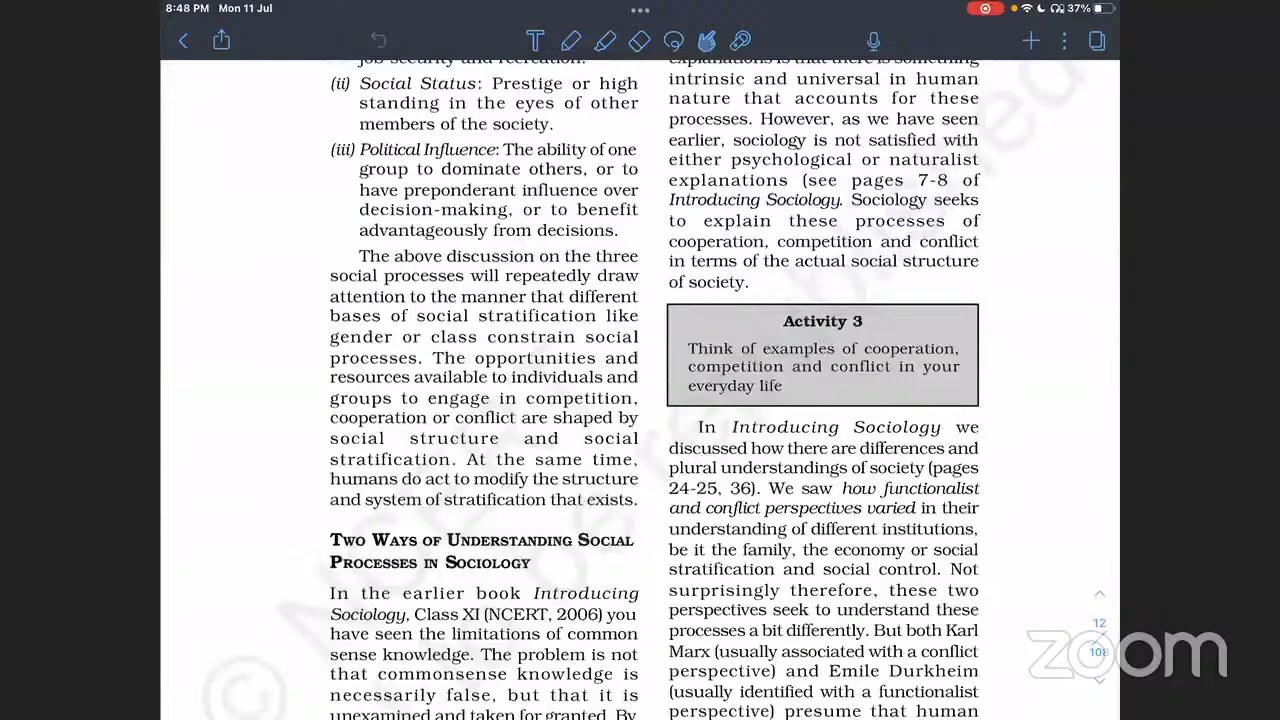 8:48 PM Mon 11 Jul
37%
job security and recreation.
(ii) Social Status: Prestige or high
standing in the eyes of other
members of the society.
(iii) Political Influence: The ability of one
group to dominate others, or to
have preponderant influence over
decision-making, or to benefit
advantageously from decisions.
The above discussion on the three
social processes will repeatedly draw
attention to the manner that different
bases of social stratification like
gender or class constrain social
processes. The opportunities and
resources available to individuals and
groups to engage in competition,
cooperation or conflict are shaped by
social structure and social
stratification. At the same time,
humans do act to modify the structure
and system of stratification that exists.
TWO WAYS OF UNDERSTANDING SOCIAL
PROCESSES IN SOCIOLOGY
In the earlier book Introducing
Sociology, Class XI (NCERT, 2006) you
have seen the limitations of common
sense knowledge. The problem is not
that commonsense knowledge is
necessarily false, but that it is
unexamined and taken for granted. By
explanations is that there is something
intrinsic and universal in human
nature that accounts for these
processes. However, as we have seen
earlier, sociology is not satisfied with
either psychological or naturalist
explanations (see pages 7-8 of
Introducing Sociology. Sociology seeks
to explain these processes of
cooperation, competition and conflict
in terms of the actual social structure
of society.
Activity 3
Think of examples of cooperation,
competition and conflict in your
everyday life
In Introducing Sociology we
discussed how there are differences and
plural understandings of society (pages
24-25, 36). We saw how functionalist
and conflict perspectives varied in their
understanding of different institutions,
be it the family, the economy or social
stratification and social control. Not
surprisingly therefore, these two
perspectives seek to understand these
processes a bit differently. But both Karl
Marx (usually associated with a conflict
perspective) and Emile Durkheim
(usually identified with a functionalist
perspective) presume that human
12
108
zoom